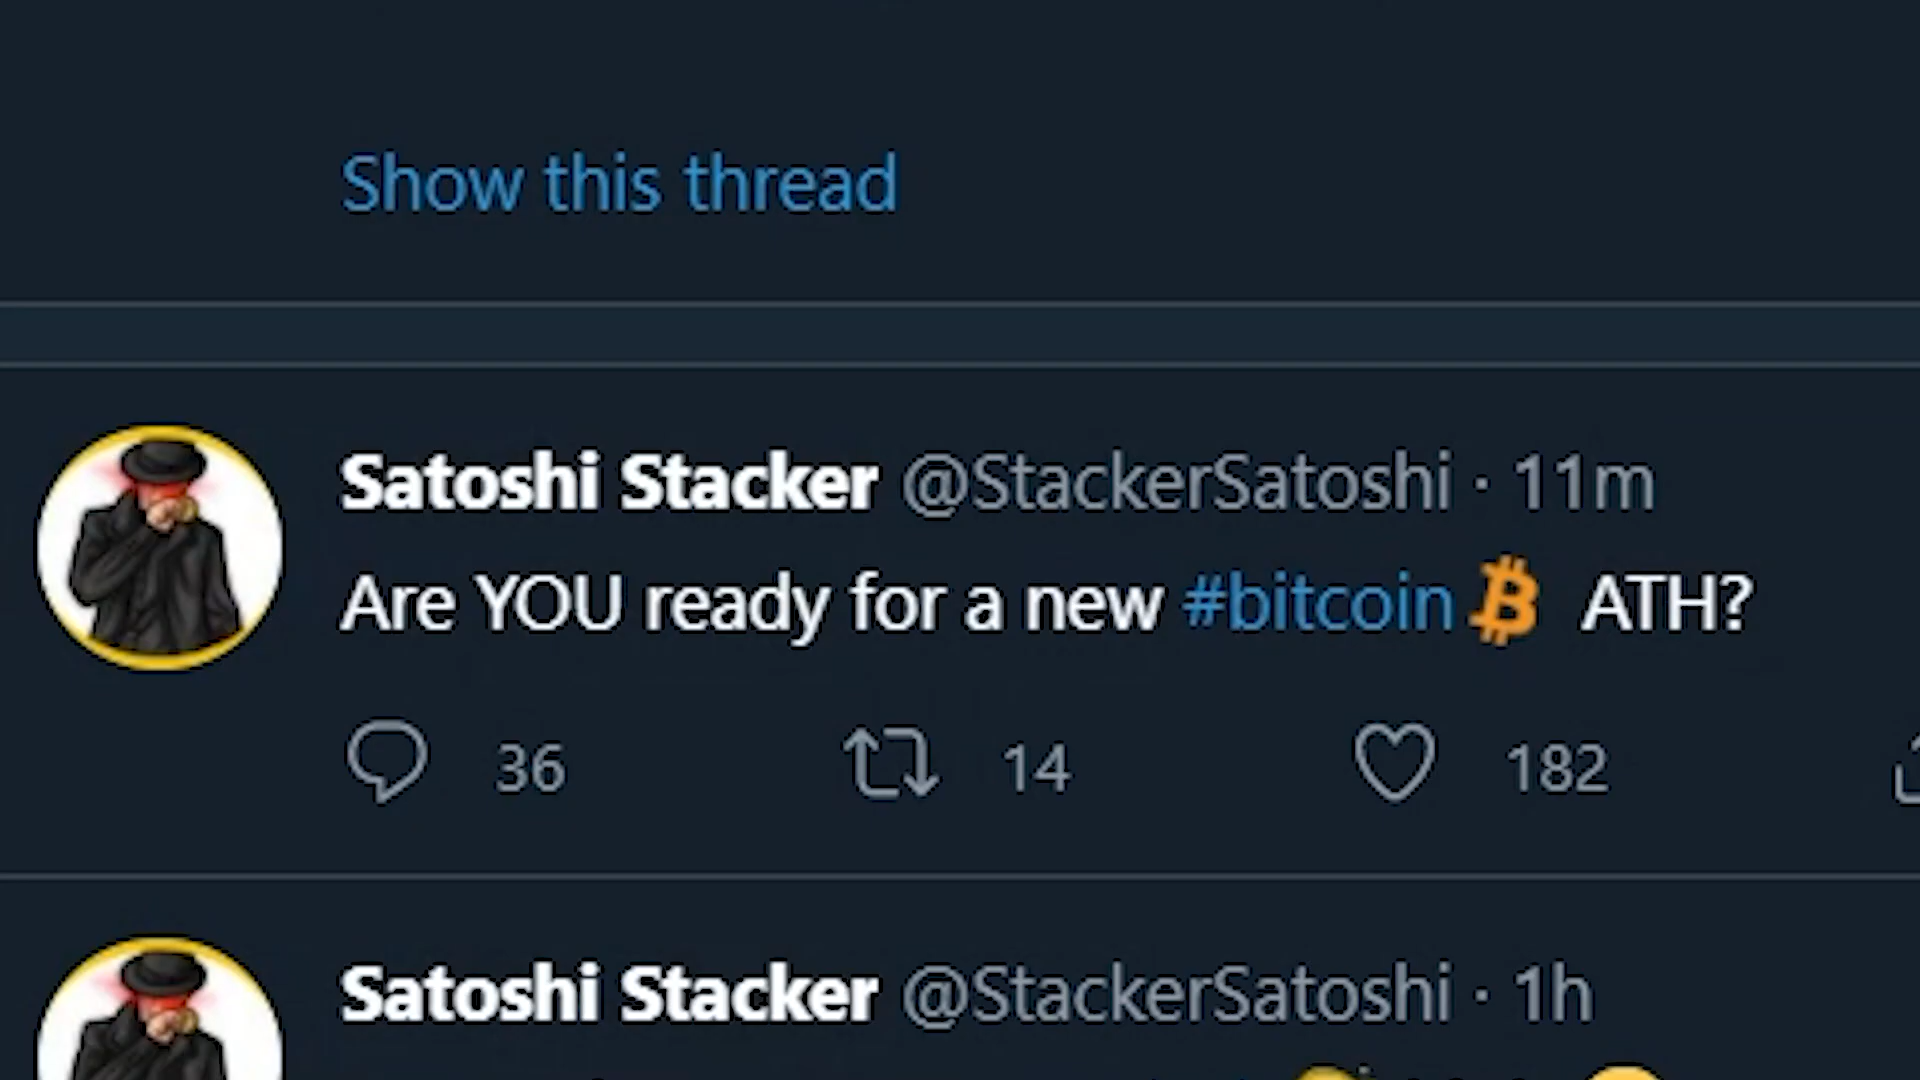 Show this thread
Satoshi Stacker @StackerSatoshi · 11m
Are YOU ready for a new #bitcoin ATH?
36 14 182
Satoshi Stacker @StackerSatoshi · 1h